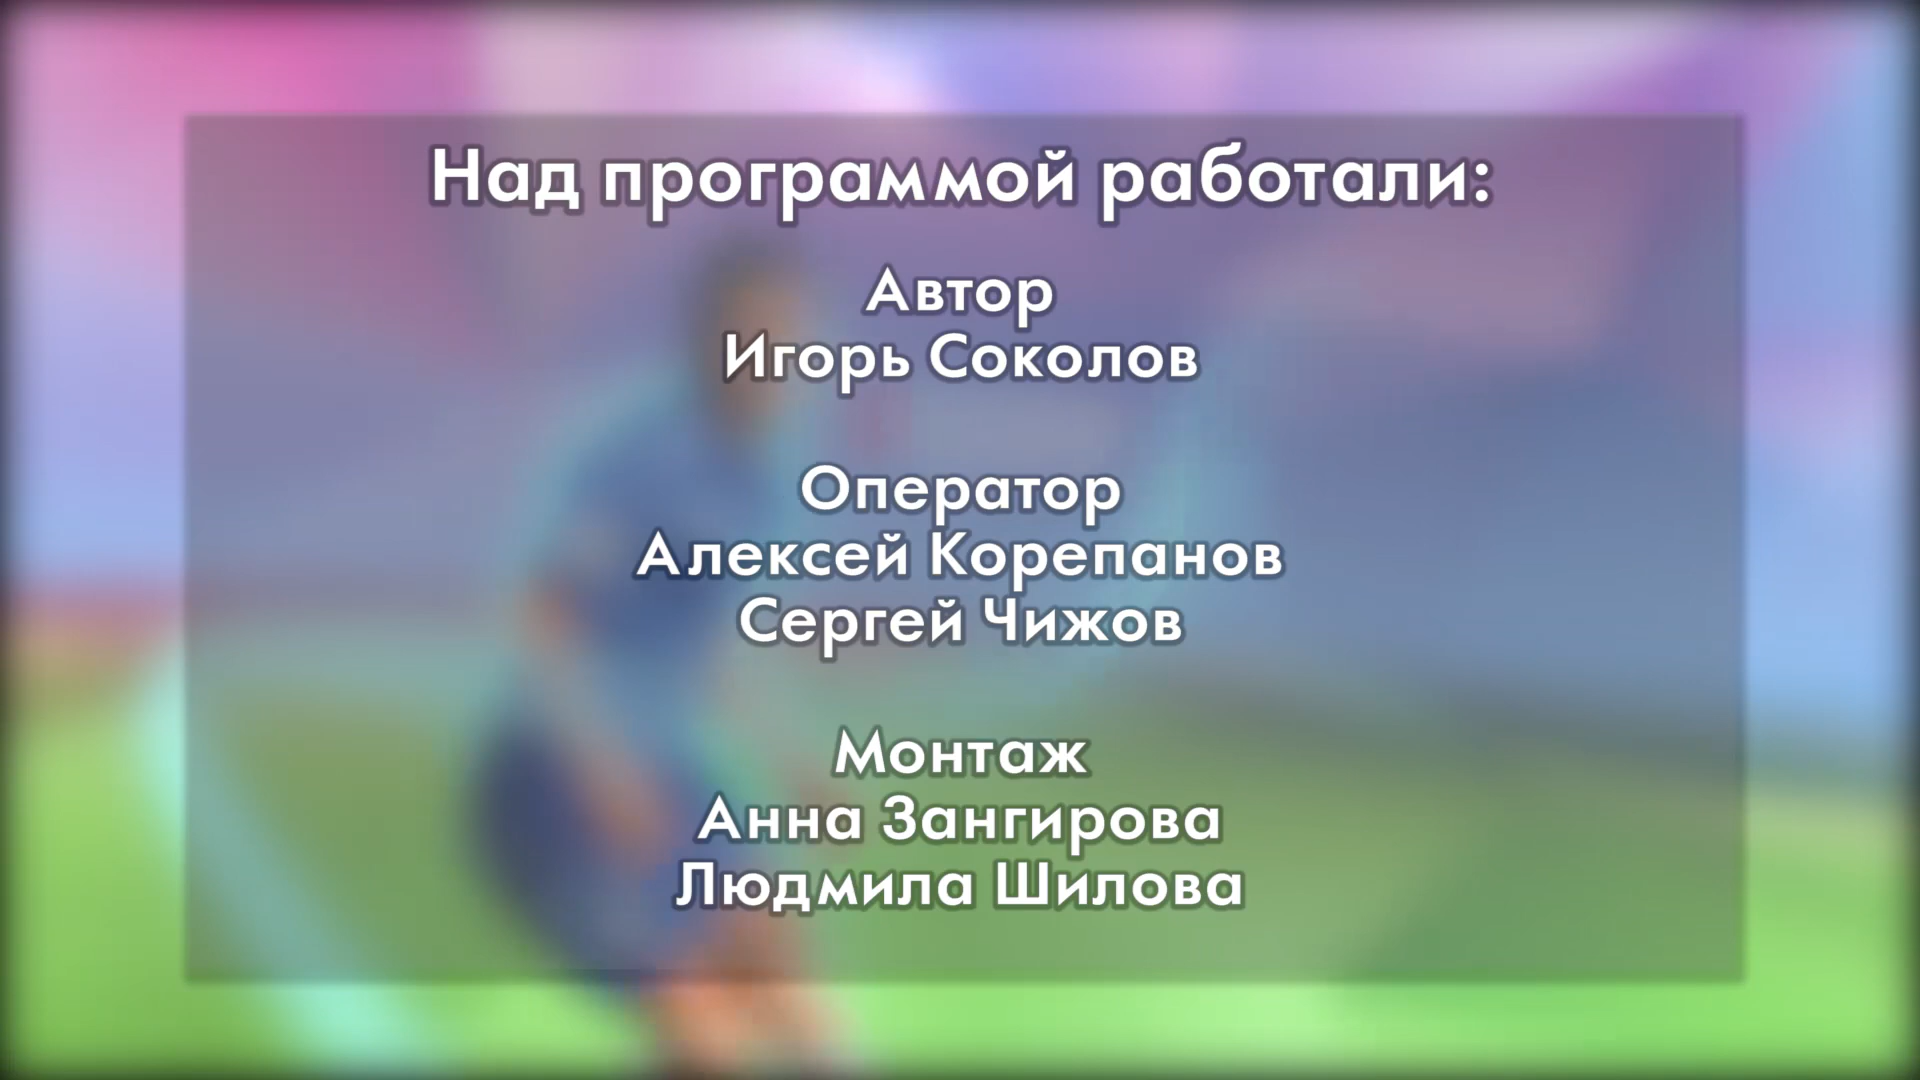 Над программой работали:
Автор
Игорь Соколов
Оператор
Алексей Корепанов
Сергей Чижов
Монтаж
Анна Зангирова
Людмила Шилова